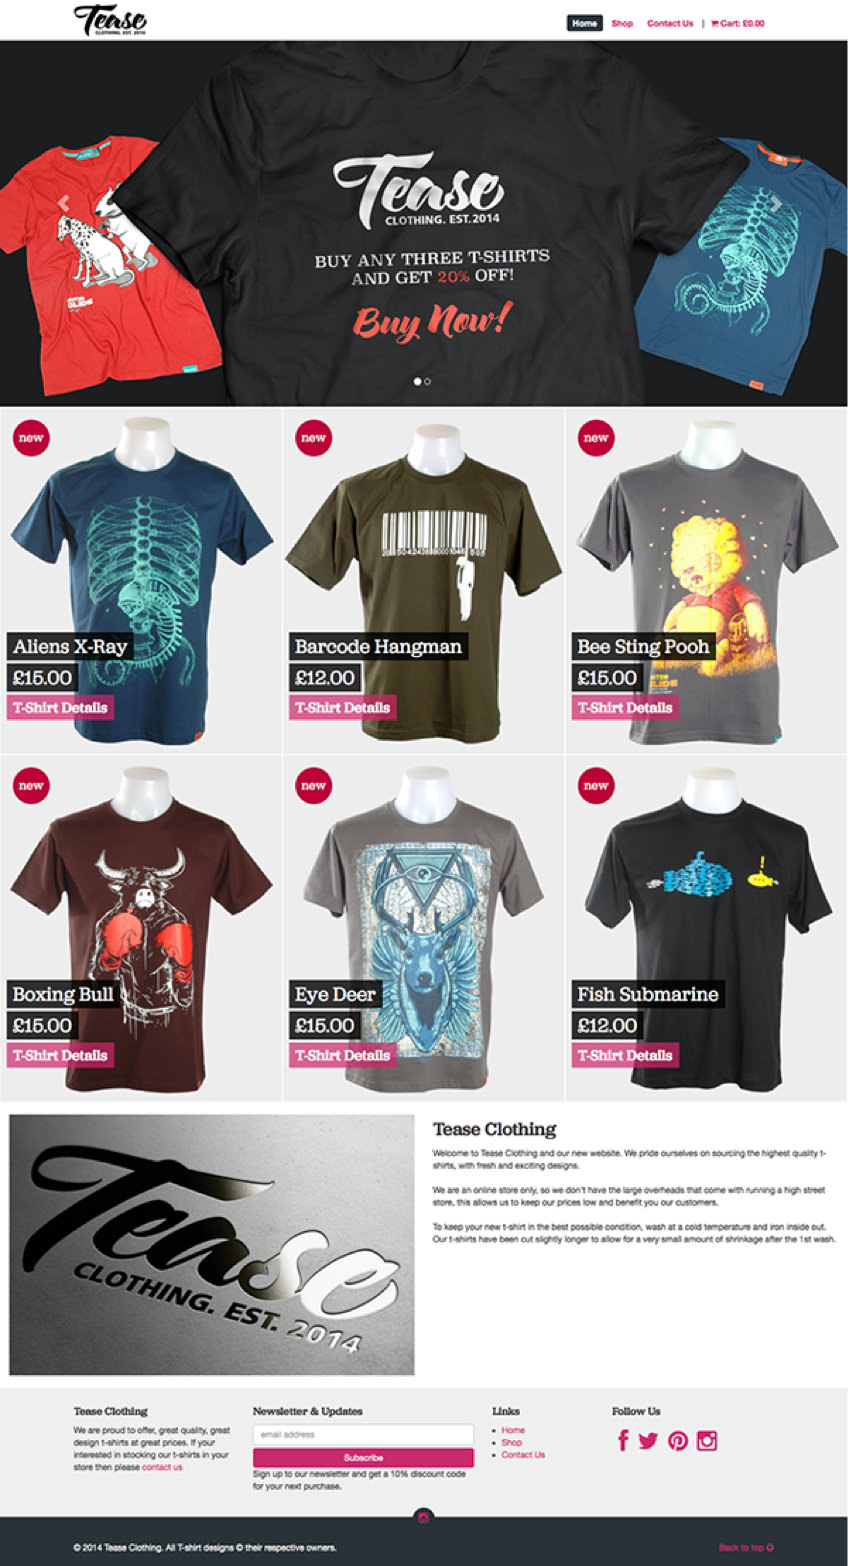 Tease
CLOTHING. EST. 2014
Home Shop Contact Us | Cart: £0.00
Tease
CLOTHING. EST. 2014
BUY ANY THREE T-SHIRTS
AND GET 20% OFF!
Buy Now!
new
new
new
Aliens X-Ray
£15.00
T-Shirt Details
Barcode Hangman
£12.00
T-Shirt Details
Bee Sting Pooh
£15.00
T-Shirt Details
new
new
new
Boxing Bull
£15.00
T-Shirt Details
Eye Deer
£15.00
T-Shirt Details
Fish Submarine
£12.00
T-Shirt Details
Tease
CLOTHING. EST. 2014
Tease Clothing
Welcome to Tease Clothing and our new website. We pride ourselves on sourcing the highest quality t-
shirts, with fresh and exciting designs.
We are an online store only, so we don't have the large overheads that come with running a high street
store, this allows us to keep our prices low and benefit you our customers.
To keep your new t-shirt in the best possible condition, wash at a cold temperature and iron inside out.
Our t-shirts have been cut slightly longer to allow for a very small amount of shrinkage after the 1st wash.
Tease Clothing
We are proud to offer, great quality, great
design t-shirts at great prices. If your
interested in stocking our t-shirts in your
store then please contact us
Newsletter & Updates
email address
Subscribe
Sign up to our newsletter and get a 10% discount code
for your next purchase.
Links
Home
Shop
Contact Us
Follow Us
© 2014 Tease Clothing. All T-shirt designs © their respective owners.
Back to top